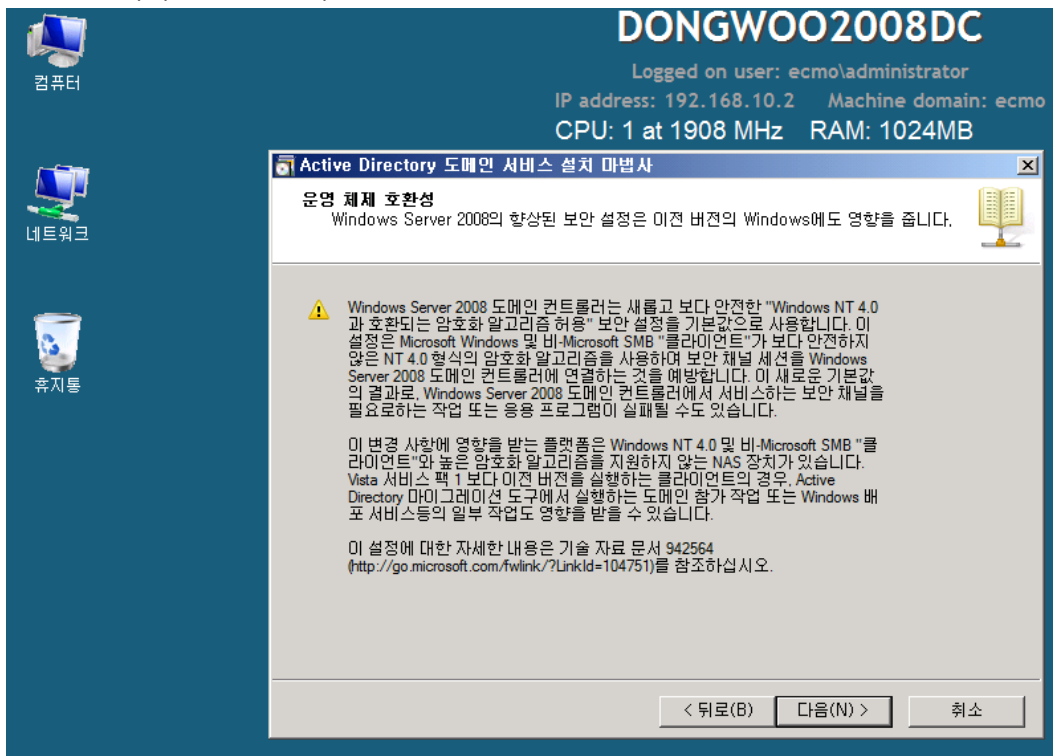 DONGWOO2008DC
컴퓨터
Logged on user: ecmo\administrator
IP address: 192.168.10.2 Machine domain: ecmo
CPU: 1 at 1908 MHz RAM: 1024MB
네트워크
휴지통
Active Directory 도메인 서비스 설치 마법사
운영 체제 호환성
Windows Server 2008의 향상된 보안 설정은 이전 버전의 Windows에도 영향을 줍니다.
Windows Server 2008 도메인 컨트롤러는 새롭고 보다 안전한 "Windows NT 4.0
과 호환되는 암호화 알고리즘 허용" 보안 설정을 기본값으로 사용합니다. 이
설정은 Microsoft Windows 및 비-Microsoft SMB "클라이언트"가 보다 안전하지
않은 NT 4.0 형식의 암호화 알고리즘을 사용하여 보안 채널 세션을 Windows
Server 2008 도메인 컨트롤러에 연결하는 것을 예방합니다. 이 새로운 기본값
의 결과로, Windows Server 2008 도메인 컨트롤러에서 서비스하는 보안 채널을
필요로하는 작업 또는 응용 프로그램이 실패될 수도 있습니다.
이 변경 사항에 영향을 받는 플랫폼은 Windows NT 4.0 및 비-Microsoft SMB "클
라이언트"와 높은 암호화 알고리즘을 지원하지 않는 NAS 장치가 있습니다.
Vista 서비스 팩 1 보다 이전 버전을 실행하는 클라이언트의 경우, Active
Directory 마이그레이션 도구에서 실행하는 도메인 참가 작업 또는 Windows 배
포 서비스등의 일부 작업도 영향을 받을 수 있습니다.
이 설정에 대한 자세한 내용은 기술 자료 문서 942564
(http://go.microsoft.com/fwlink/?LinkId=104751)를 참조하십시오.
< 뒤로(B) 다음(N) > 취소